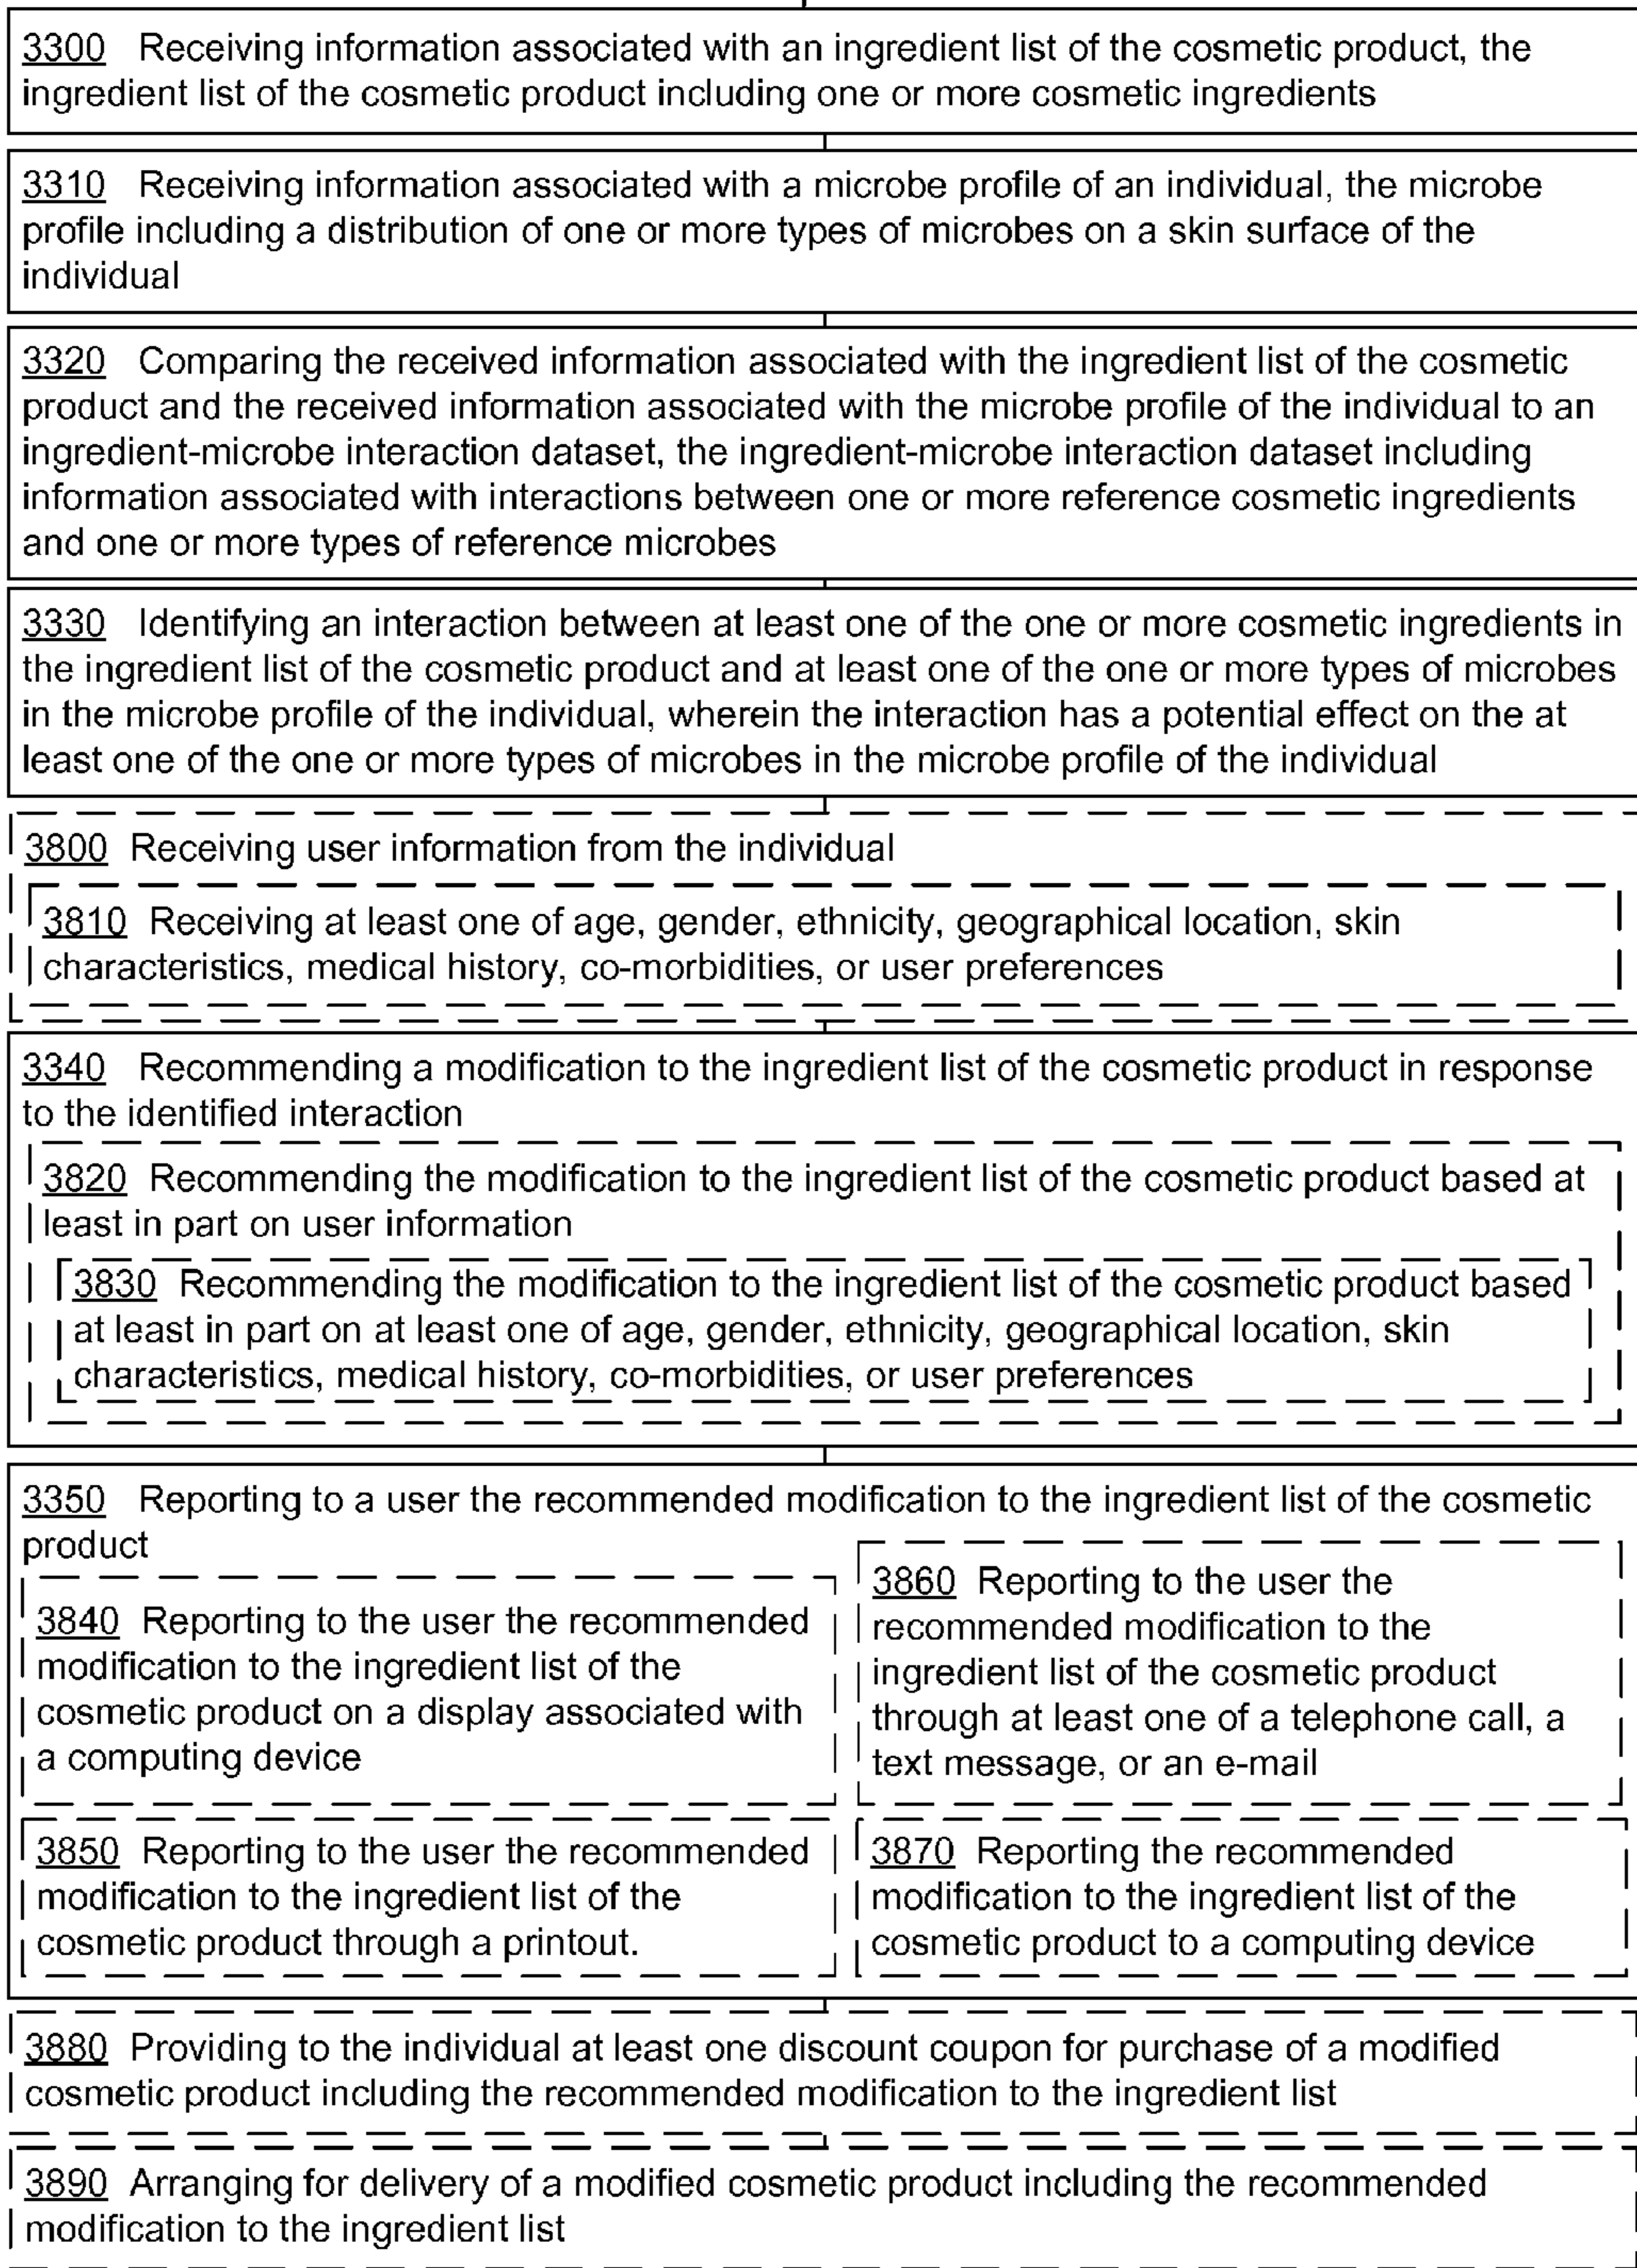 3300 Receiving information associated with an ingredient list of the cosmetic product, the
ingredient list of the cosmetic product including one or more cosmetic ingredients
3310 Receiving information associated with a microbe profile of an individual, the microbe
profile including a distribution of one or more types of microbes on a skin surface of the
individual
3320 Comparing the received information associated with the ingredient list of the cosmetic
product and the received information associated with the microbe profile of the individual to an
ingredient-microbe interaction dataset, the ingredient-microbe interaction dataset including
information associated with interactions between one or more reference cosmetic ingredients
and one or more types of reference microbes
3330 Identifying an interaction between at least one of the one or more cosmetic ingredients in
the ingredient list of the cosmetic product and at least one of the one or more types of microbes
in the microbe profile of the individual, wherein the interaction has a potential effect on the at
least one of the one or more types of microbes in the microbe profile of the individual
3800 Receiving user information from the individual
3810 Receiving at least one of age, gender, ethnicity, geographical location, skin
characteristics, medical history, co-morbidities, or user preferences
3340 Recommending a modification to the ingredient list of the cosmetic product in response
to the identified interaction
3820 Recommending the modification to the ingredient list of the cosmetic product based at
least in part on user information
3830 Recommending the modification to the ingredient list of the cosmetic product based
at least in part on at least one of age, gender, ethnicity, geographical location, skin
characteristics, medical history, co-morbidities, or user preferences
3350 Reporting to a user the recommended modification to the ingredient list of the cosmetic
product
3840 Reporting to the user the recommended
modification to the ingredient list of the
cosmetic product on a display associated with
a computing device
3860 Reporting to the user the
recommended modification to the
ingredient list of the cosmetic product
through at least one of a telephone call, a
text message, or an e-mail
3850 Reporting to the user the recommended
modification to the ingredient list of the
cosmetic product through a printout.
3870 Reporting the recommended
modification to the ingredient list of the
cosmetic product to a computing device
3880 Providing to the individual at least one discount coupon for purchase of a modified
cosmetic product including the recommended modification to the ingredient list
3890 Arranging for delivery of a modified cosmetic product including the recommended
modification to the ingredient list